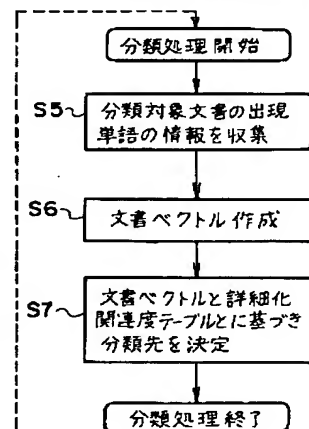 分類処理開始
S5
分類対象文書の出現
単語の情報を収集
S6
文書ベクトル作成
S7
文書ベクトルと詳細化
関連度テーブルとに基づき
分類先を決定
分類処理終了